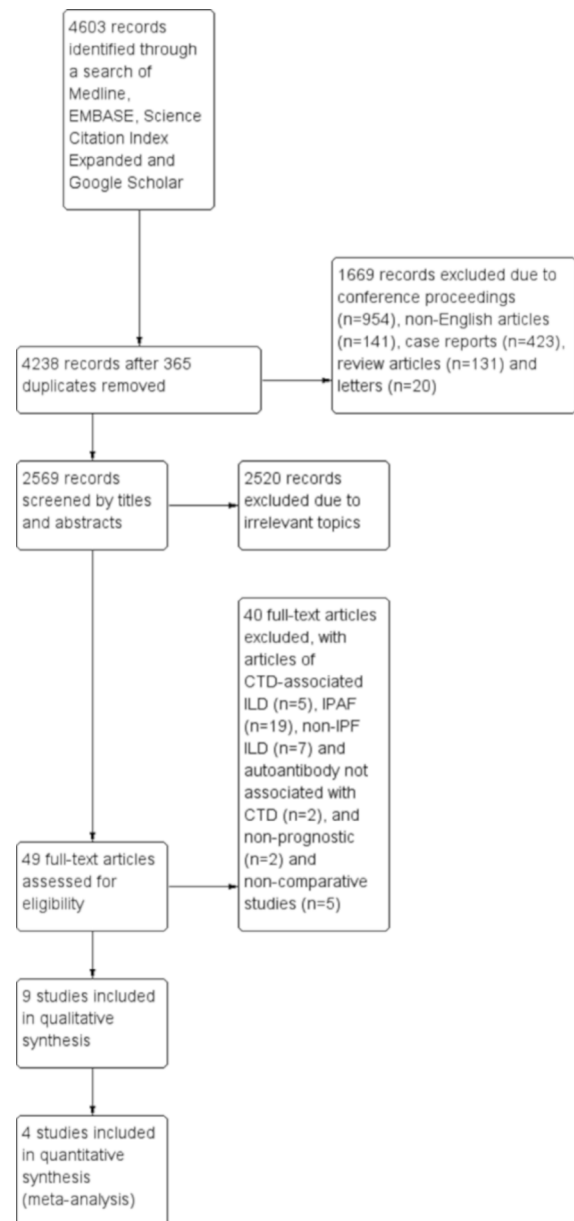 4603 records
identified through
a search of
Medline,
EMBASE, Science
Citation Index
Expanded and
Google Scholar
1669 records excluded due to
conference proceedings
(n=954), non-English articles
(n=141), case reports (n=423),
review articles (n=131) and
letters (n=20)
4238 records after 365
duplicates removed
2569 records
screened by titles
and abstracts
2520 records
excluded due to
irrelevant topics
40 full-text articles
excluded, with
articles of
CTD-associated
ILD (n=5), IPAF
(n=19), non-IPF
ILD (n=7) and
autoantibody not
associated with
CTD (n=2), and
non-prognostic
(n=2) and
non-comparative
studies (n=5)
49 full-text articles
assessed for
eligibility
9 studies included
in qualitative
synthesis
4 studies included
in quantitative
synthesis
(meta-analysis)